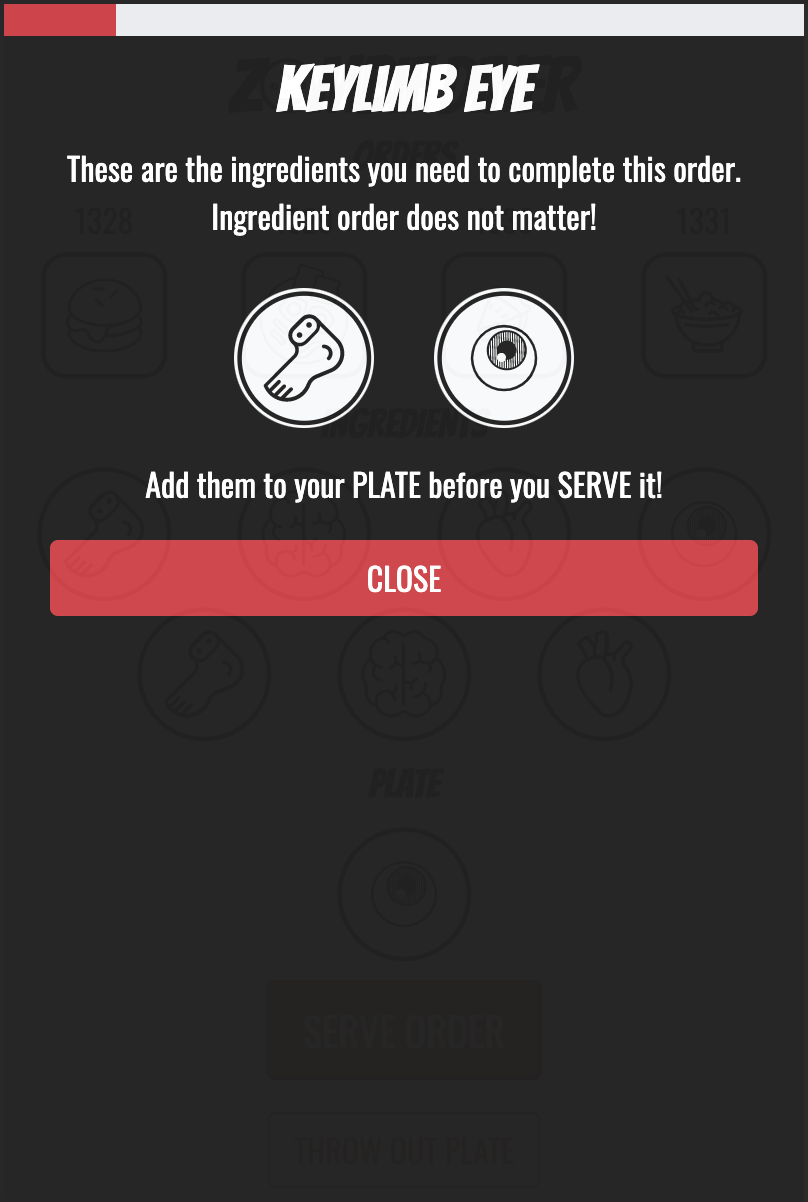 KEYLIMB EYE
These are the ingredients you need to complete this order.
Ingredient order does not matter!
ORDERS
1328
1331
INGREDIENTS
Add them to your PLATE before you SERVE it!
CLOSE
PLATE
SERVE ORDER
THROW OUT PLATE